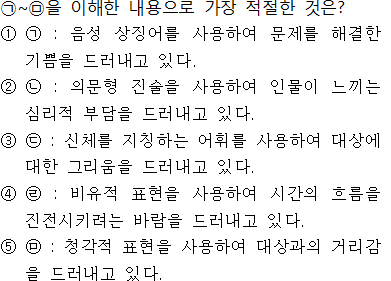 ㉠~㉤을 이해한 내용으로 가장 적절한 것은?
① ㉠ : 음성 상징어를 사용하여 문제를 해결한
기쁨을 드러내고 있다.
② ㉡ : 의문형 진술을 사용하여 인물이 느끼는
심리적 부담을 드러내고 있다.
③ ㉢ : 신체를 지칭하는 어휘를 사용하여 대상에
대한 그리움을 드러내고 있다.
④ ㉣ : 비유적 표현을 사용하여 시간의 흐름을
진전시키려는 바람을 드러내고 있다.
⑤ ㉤ : 청각적 표현을 사용하여 대상과의 거리감
을 드러내고 있다.